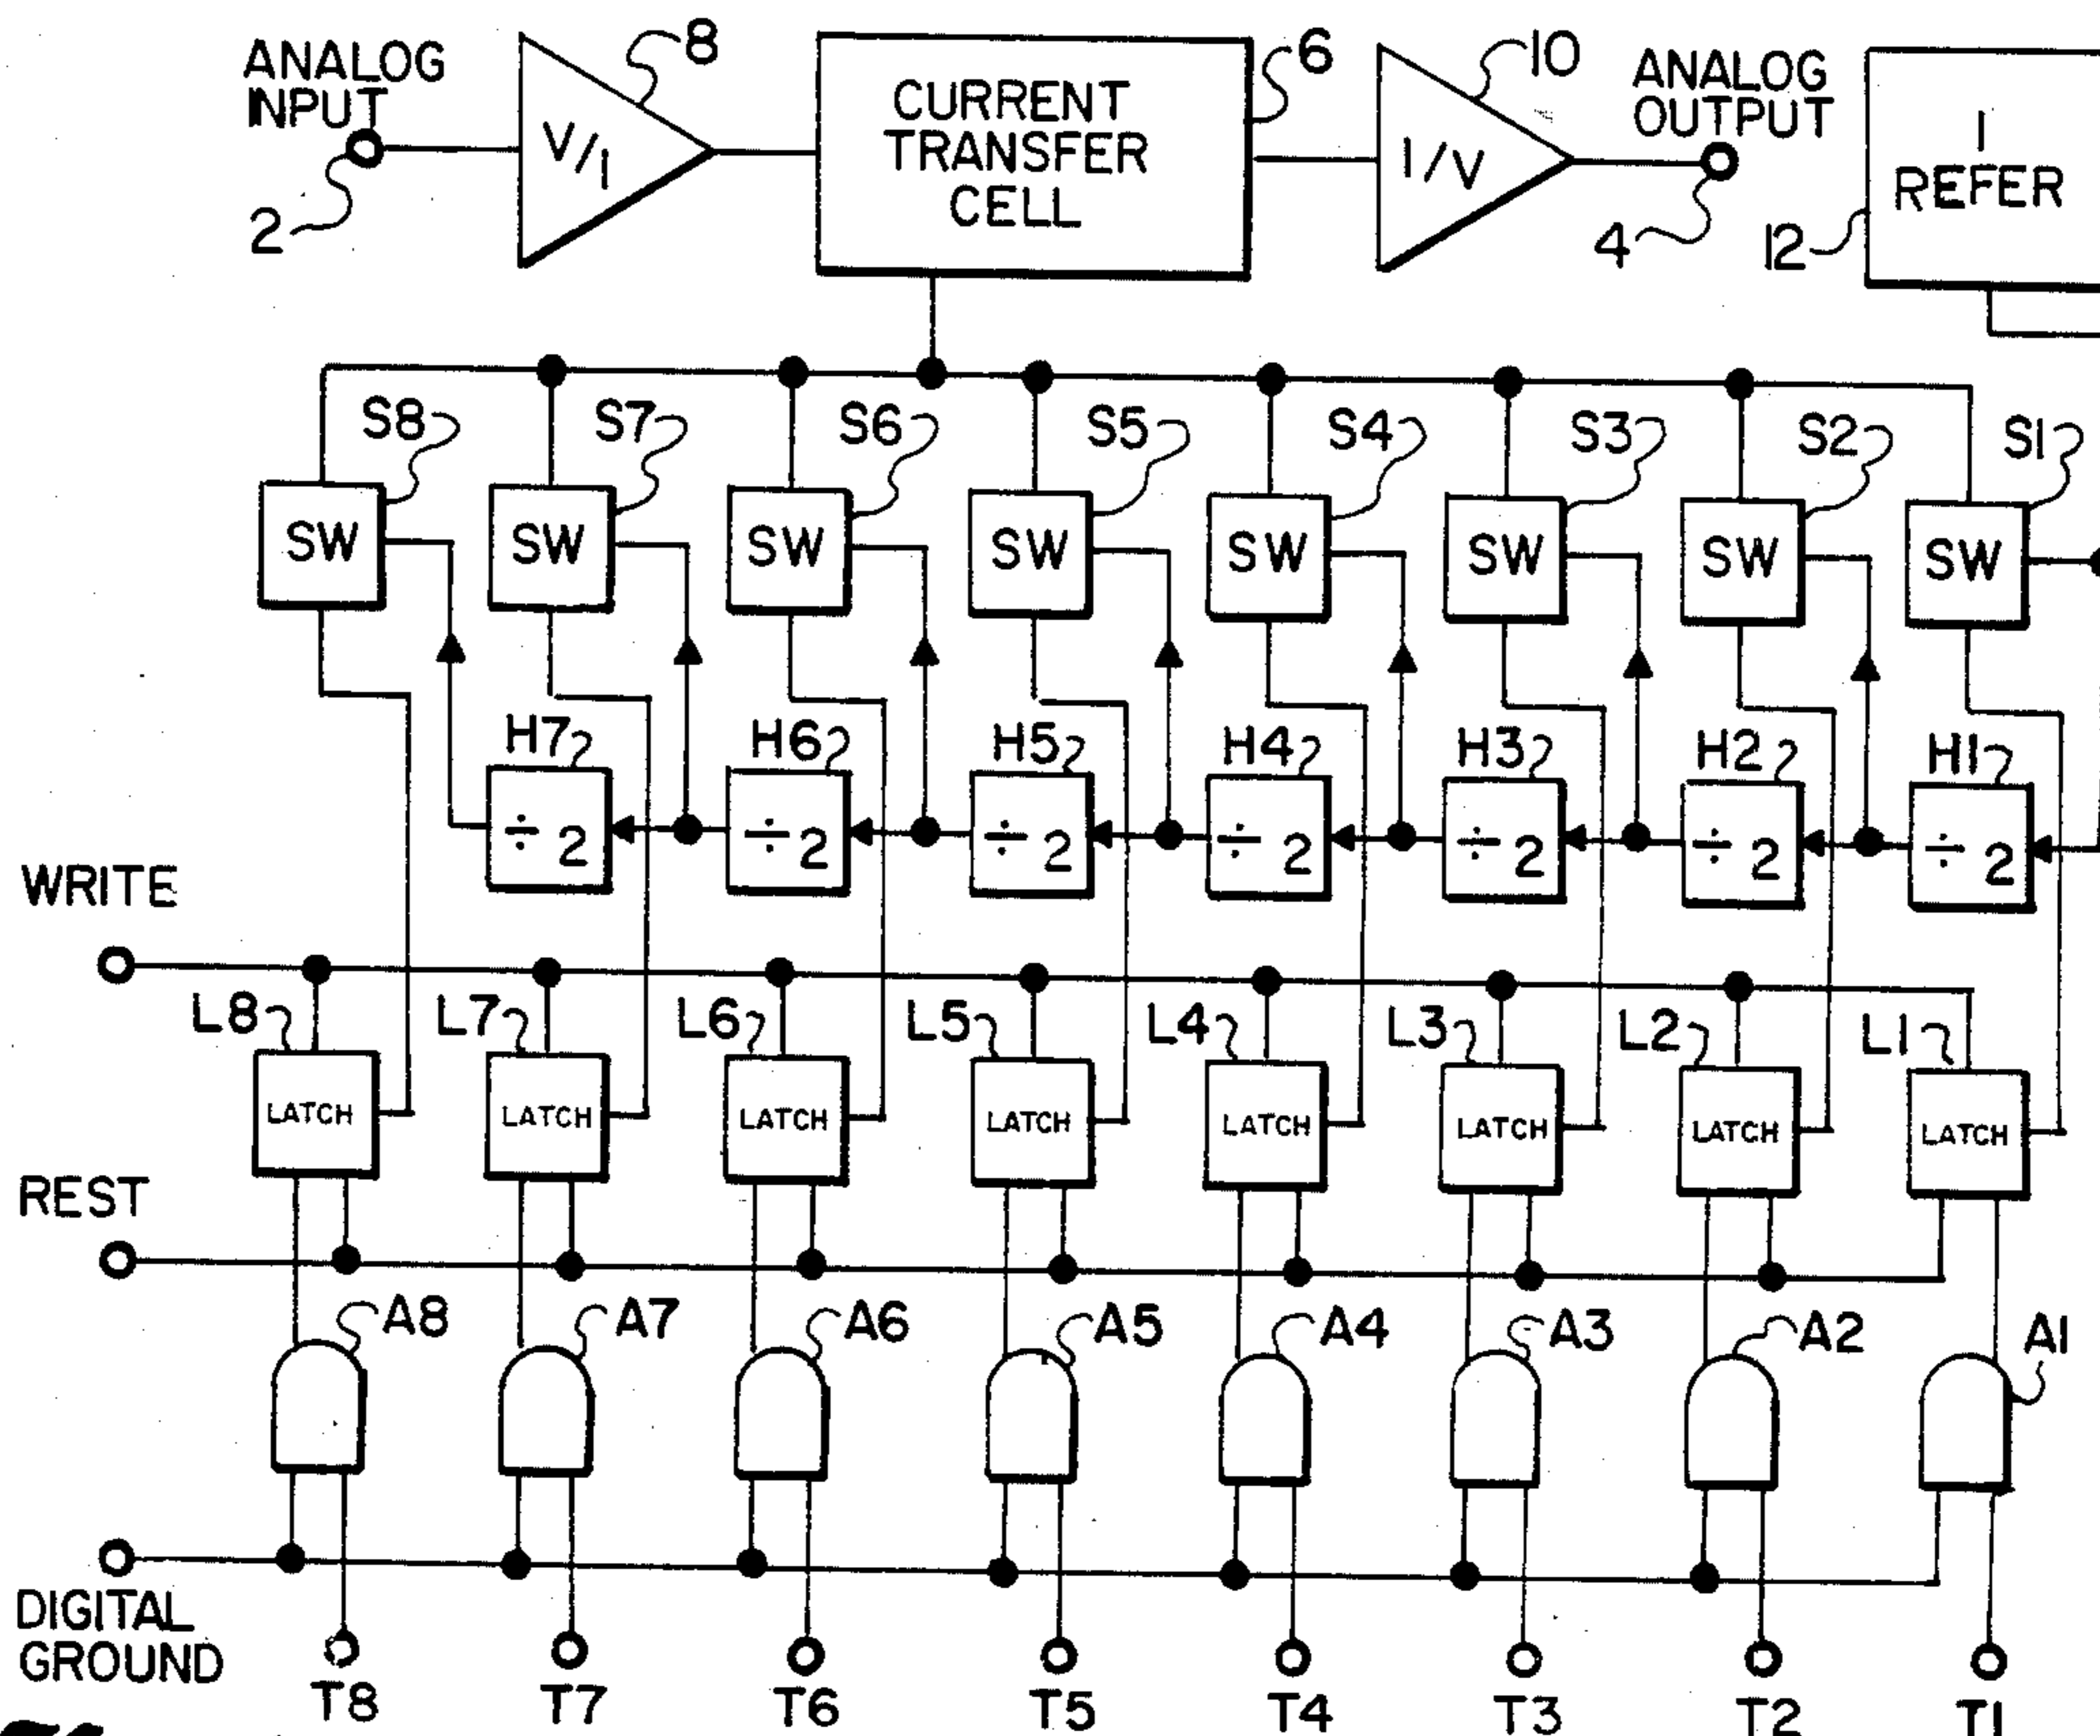 ANALOG
INPUT
2
V/I
8
CURRENT
TRANSFER
CELL
6
I/V
10
ANALOG
OUTPUT
4
I
REFER
12
S8 S7 S6 S5 S4 S3 S2 S1
SW SW SW SW SW SW SW SW
H7 H6 H5 H4 H3 H2 H1
÷ 2 ÷ 2 ÷ 2 ÷ 2 ÷ 2 ÷ 2 ÷ 2
WRITE
L8 L7 L6 L5 L4 L3 L2 L1
LATCH LATCH LATCH LATCH LATCH LATCH LATCH LATCH
REST
A8 A7 A6 A5 A4 A3 A2 A1
DIGITAL
GROUND
T8 T7 T6 T5 T4 T3 T2 T1